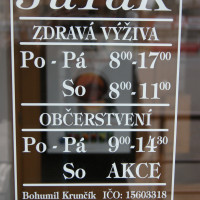 ZDRAVÁ VÝŽIVA
Po - Pá 8⁰⁰-17⁰⁰
So 8⁰⁰-11⁰⁰
OBČERSTVENÍ
Po - Pá 9⁰⁰-14³⁰
So AKCE
Bohumil Krunčík IČO: 15603318